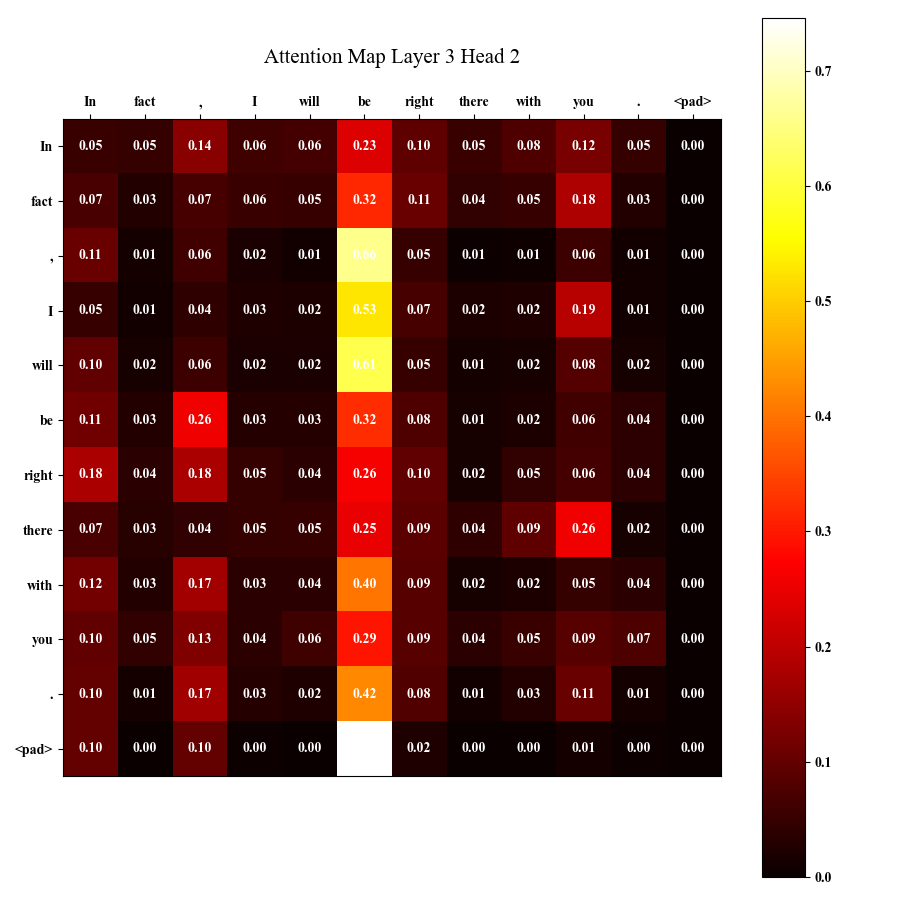 Attention Map Layer 3 Head 2
In fact , I will be right there with you . <pad>
In 0.05 0.05 0.14 0.06 0.06 0.23 0.10 0.05 0.08 0.12 0.05 0.00
fact 0.07 0.03 0.07 0.06 0.05 0.32 0.11 0.04 0.05 0.18 0.03 0.00
, 0.11 0.01 0.06 0.02 0.01 0.66 0.05 0.01 0.01 0.06 0.01 0.00
I 0.05 0.01 0.04 0.03 0.02 0.53 0.07 0.02 0.02 0.19 0.01 0.00
will 0.10 0.02 0.06 0.02 0.02 0.61 0.05 0.01 0.02 0.08 0.02 0.00
be 0.11 0.03 0.26 0.03 0.03 0.32 0.08 0.01 0.02 0.06 0.04 0.00
right 0.18 0.04 0.18 0.05 0.04 0.26 0.10 0.02 0.05 0.06 0.04 0.00
there 0.07 0.03 0.04 0.05 0.05 0.25 0.09 0.04 0.09 0.26 0.02 0.00
with 0.12 0.03 0.17 0.03 0.04 0.40 0.09 0.02 0.02 0.05 0.04 0.00
you 0.10 0.05 0.13 0.04 0.06 0.29 0.09 0.04 0.05 0.09 0.07 0.00
. 0.10 0.01 0.17 0.03 0.02 0.42 0.08 0.01 0.03 0.11 0.01 0.00
<pad> 0.10 0.00 0.10 0.00 0.00 0.02 0.00 0.00 0.01 0.00 0.00
0.7
0.6
0.5
0.4
0.3
0.2
0.1
0.0